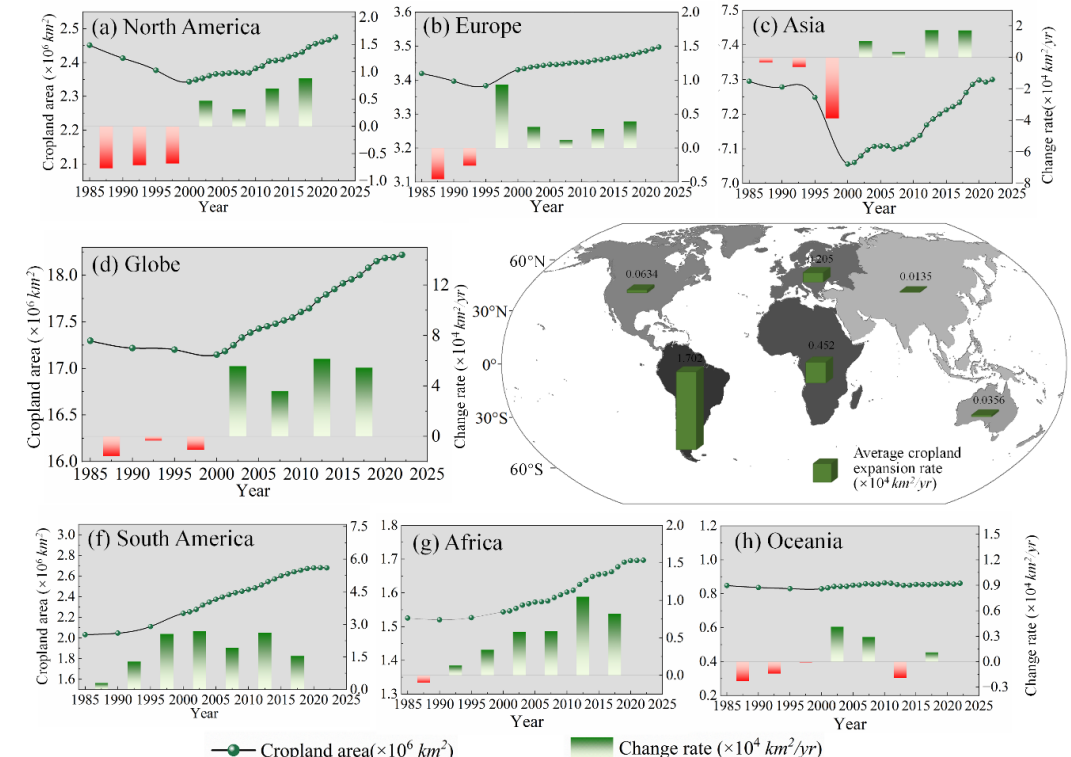 (a) North America
Cropland area (×10⁶ km²)
2.5
2.4
2.3
2.2
2.1
2.0
1.5
1.0
0.5
0.0
−0.5
−1.0
1985 1990 1995 2000 2005 2010 2015 2020 2025
Year
(b) Europe
3.6
3.5
3.4
3.3
3.2
3.1
2.0
1.5
1.0
0.5
0.0
−0.5
1985 1990 1995 2000 2005 2010 2015 2020 2025
Year
(c) Asia
7.5
7.4
7.3
7.2
7.1
7.0
2
0
−2
−4
−6
−8
Change rate(×10⁴ km²/yr)
1985 1990 1995 2000 2005 2010 2015 2020 2025
Year
(d) Globe
Cropland area (×10⁶ km²)
18.0
17.5
17.0
16.5
16.0
12
8
4
0
Change rate (×10⁴ km²/yr)
1985 1990 1995 2000 2005 2010 2015 2020 2025
Year
60°N
30°N
0°
30°S
60°S
0.0634
.205
0.0135
1.702
0.452
0.0356
Average cropland
expansion rate
(×10⁴ km²/yr)
(f) South America
Cropland area (×10⁶ km²)
3.0
2.8
2.6
2.4
2.2
2.0
1.8
1.6
7.5
6.0
4.5
3.0
1.5
0.0
1985 1990 1995 2000 2005 2010 2015 2020 2025
Year
(g) Africa
1.8
1.7
1.6
1.5
1.4
1.3
2.0
1.5
1.0
0.5
0.0
1985 1990 1995 2000 2005 2010 2015 2020 2025
Year
(h) Oceania
1.2
1.0
0.8
0.6
0.4
0.2
1.5
1.2
0.9
0.6
0.3
0.0
−0.3
Change rate (×10⁴ km²/yr)
1985 1990 1995 2000 2005 2010 2015 2020 2025
Year
Cropland area(×10⁶ km²)
Change rate (×10⁴ km²/yr)